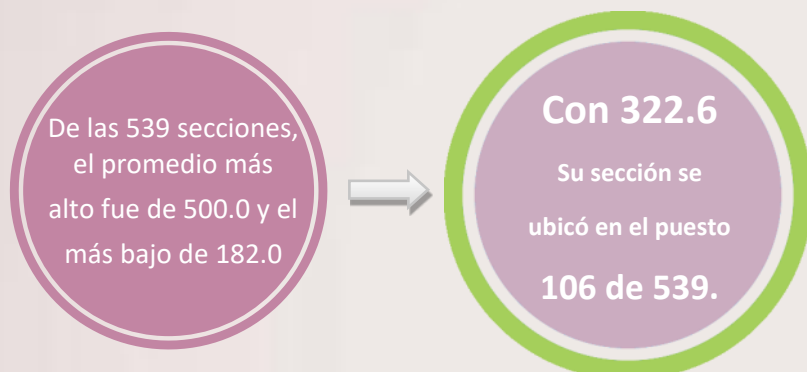 De las 539 secciones,
el promedio más
alto fue de 500.0 y el
más bajo de 182.0
Con 322.6
Su sección se
ubicó en el puesto
106 de 539.